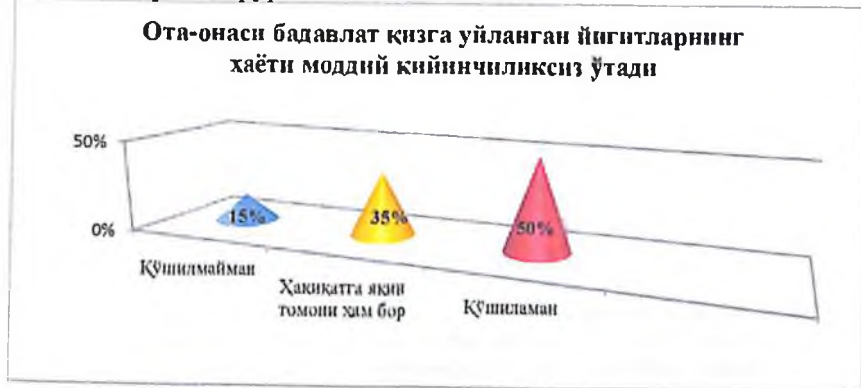 Ота-онаси бадавлат қизга уйланган йигитларнинг
ҳаёти моддий қийинчиликсиз ўтади
50%
0%
15%
35%
50%
Қўшилмайман
Ҳақиқатга яқин
томони ҳам бор
Қўшиламан